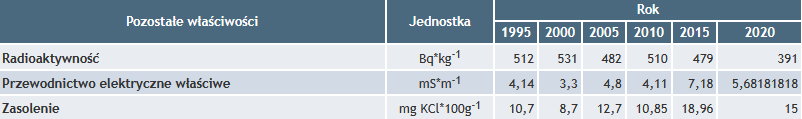 Pozostałe właściwości Jednostka Rok
1995 2000 2005 2010 2015 2020
Radioaktywność Bq*kg-1 512 531 482 510 479 391
Przewodnictwo elektryczne właściwe mS*m-1 4,14 3,3 4,8 4,11 7,18 5,68181818
Zasolenie mg KCl*100g-1 10,7 8,7 12,7 10,85 18,96 15